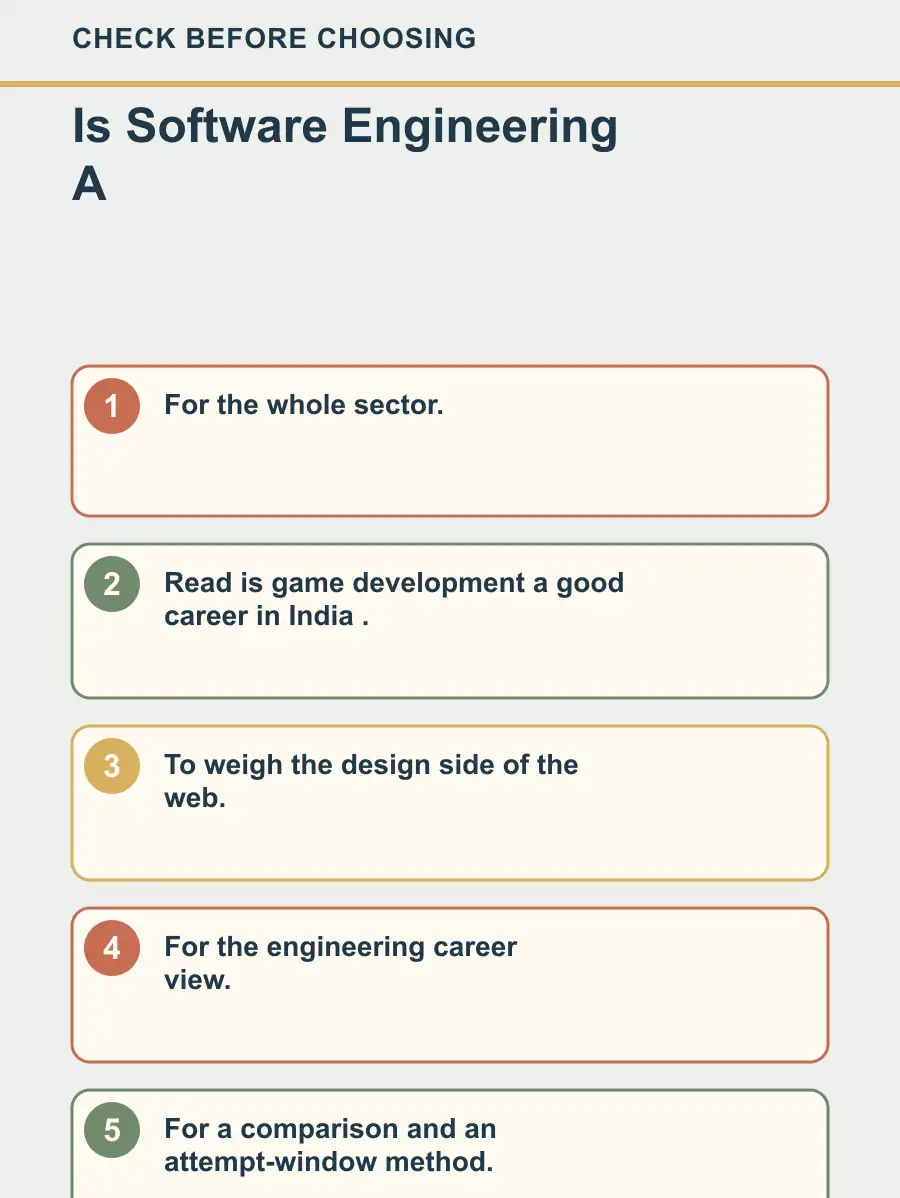 CHECK BEFORE CHOOSING
Is Software Engineering
A
1
For the whole sector.
2
Read is game development a good
career in India .
3
To weigh the design side of the
web.
4
For the engineering career
view.
5
For a comparison and an
attempt-window method.